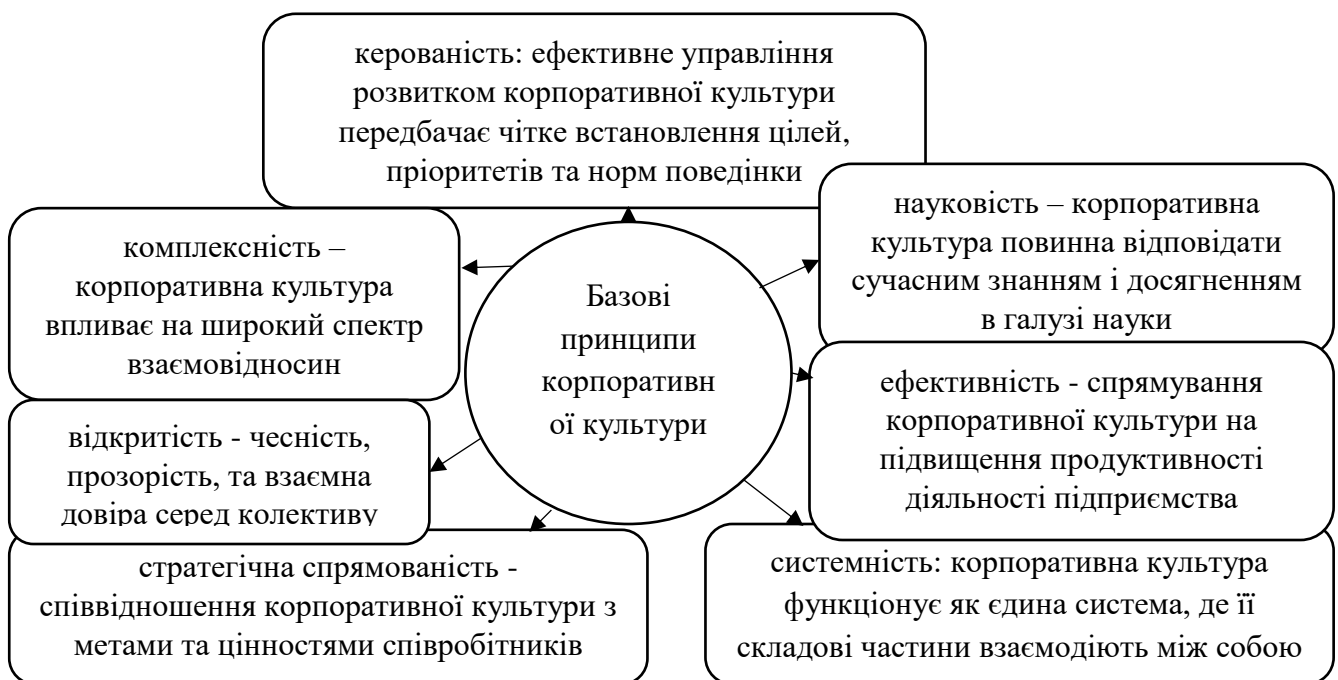 керованість: ефективне управління
розвитком корпоративної культури
передбачає чітке встановлення цілей,
пріоритетів та норм поведінки
комплексність –
корпоративна культура
впливає на широкий спектр
взаємовідносин
Базові
принципи
корпоративн
ої культури
науковість – корпоративна
культура повинна відповідати
сучасним знанням і досягненням
в галузі науки
відкритість - чесність,
прозорість, та взаємна
довіра серед колективу
ефективність - спрямування
корпоративної культури на
підвищення продуктивності
діяльності підприємства
стратегічна спрямованість -
співвідношення корпоративної культури з
метами та цінностями співробітників
системність: корпоративна культура
функціонує як єдина система, де її
складові частини взаємодіють між собою